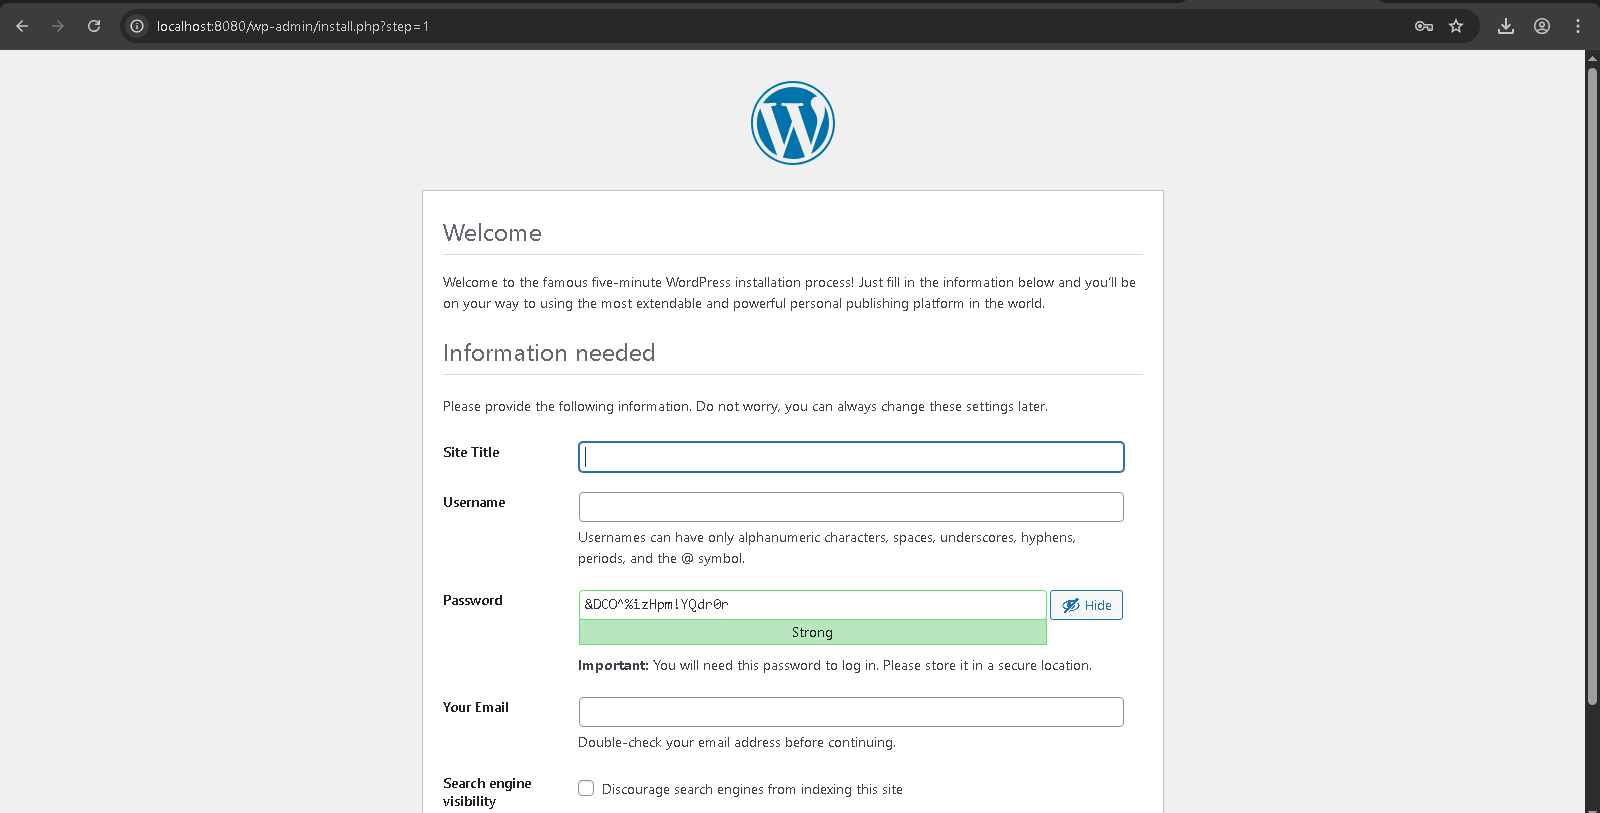 localhost:8080/wp-admin/install.php?step=1
Welcome
Welcome to the famous five-minute WordPress installation process! Just fill in the information below and you'll be
on your way to using the most extendable and powerful personal publishing platform in the world.
Information needed
Please provide the following information. Do not worry, you can always change these settings later.
Site Title
Username
Usernames can have only alphanumeric characters, spaces, underscores, hyphens,
periods, and the @ symbol.
Password
&DCO^%izHpm!YQdr0r
Hide
Strong
Important: You will need this password to log in. Please store it in a secure location.
Your Email
Double-check your email address before continuing.
Search engine
visibility
Discourage search engines from indexing this site